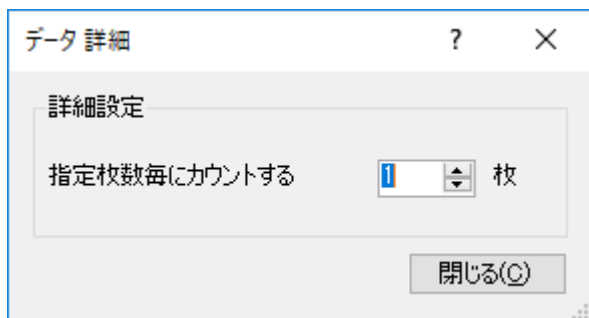 データ 詳細 ? ×
詳細設定
指定枚数毎にカウントする 1 枚
閉じる(C)